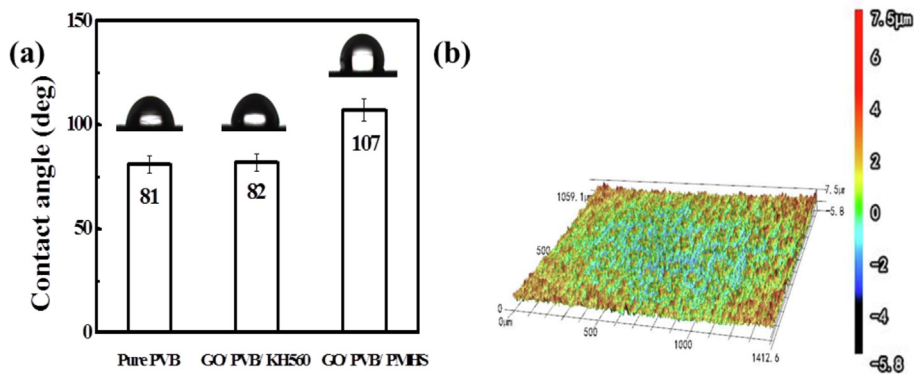 (a)
Contact angle (deg)
150
100
50
0
81
82
107
Pure PVB
GO/ PVB/ KH560
GO/ PVB/ PMHS
(b)
7.5μm
6
4
2
0
-2
-4
-5.8
7.5μm
-5.8
1059.1μm
500
0
0μm
500
1000
1412.6